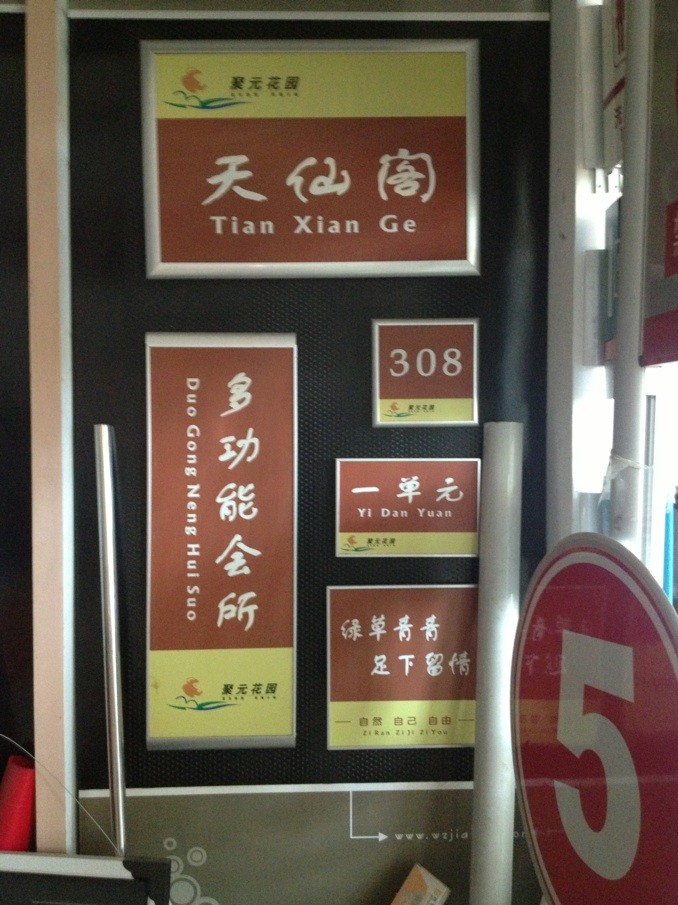 聚元花园
天仙阁
Tian Xian Ge
308
聚元花园
多功能会所
Duo Gong Neng Hui Suo
聚元花园
一单元
Yi Dan Yuan
聚元花园
绿草青青
足下留情
自然 自己 自由
Zi Ran Zi Ji Zi You
5
www.wzjia